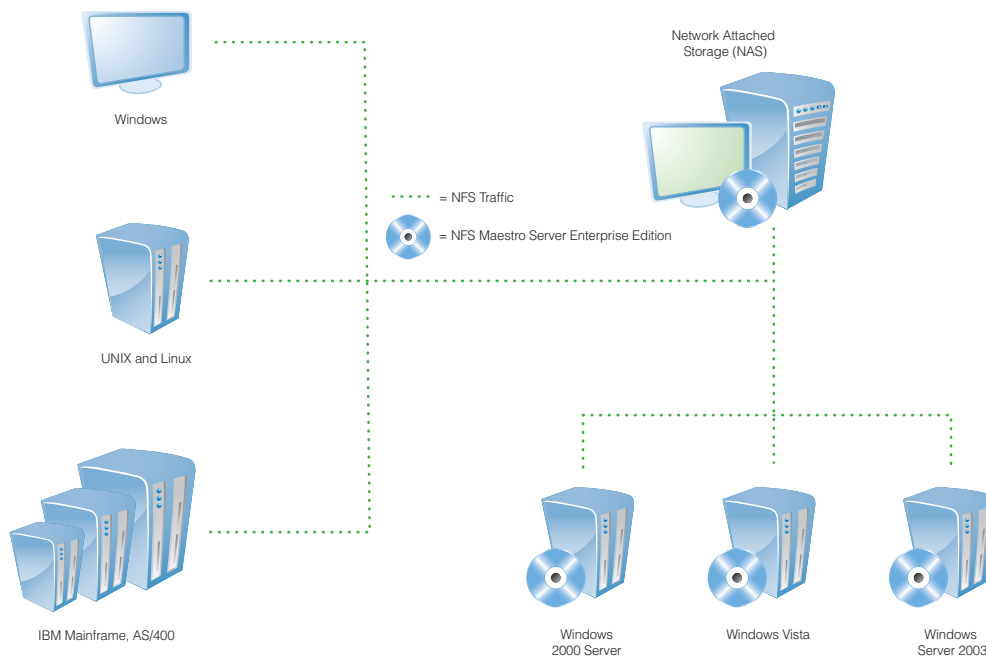 Network Attached
Storage (NAS)
Windows
= NFS Traffic
= NFS Maestro Server Enterprise Edition
UNIX and Linux
IBM Mainframe, AS/400
Windows
2000 Server
Windows Vista
Windows
Server 2003